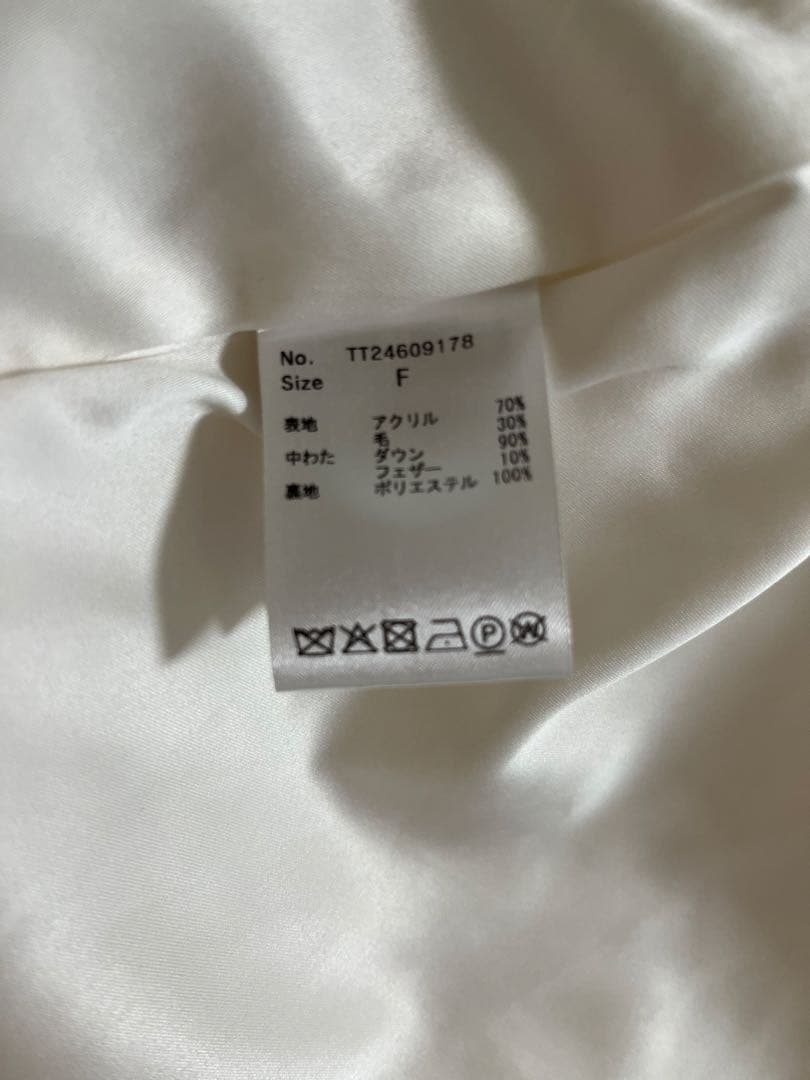 No. TT24609178
Size F
表地 アクリル 70%
毛 30%
中わた ダウン 90%
フェザー 10%
裏地 ポリエステル 100%
P W